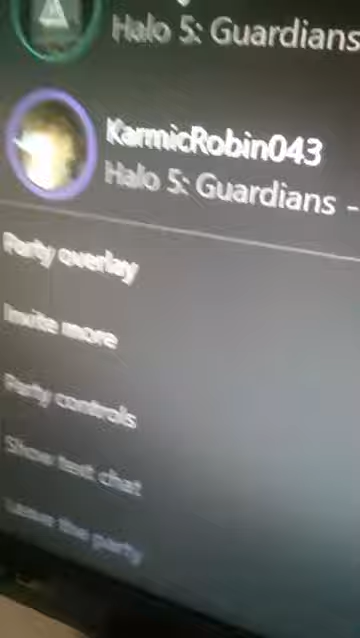 Halo 5: Guardians
KarmicRobin043
Halo 5: Guardians -
Party overlay
Invite more
Party controls
Show text chat
Leave the party